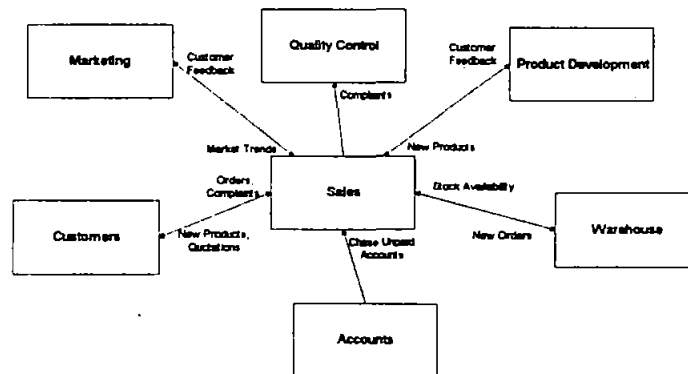 Quality Control
Marketing
Customer
Feedback
Customer
Feedback
Product Development
Complaints
Market Trends
New Products
Orders,
Complaints
Sales
Stock Availability
Customers
New Products,
Quotations
Chase Unpaid
Accounts
New Orders
Warehouse
Accounts